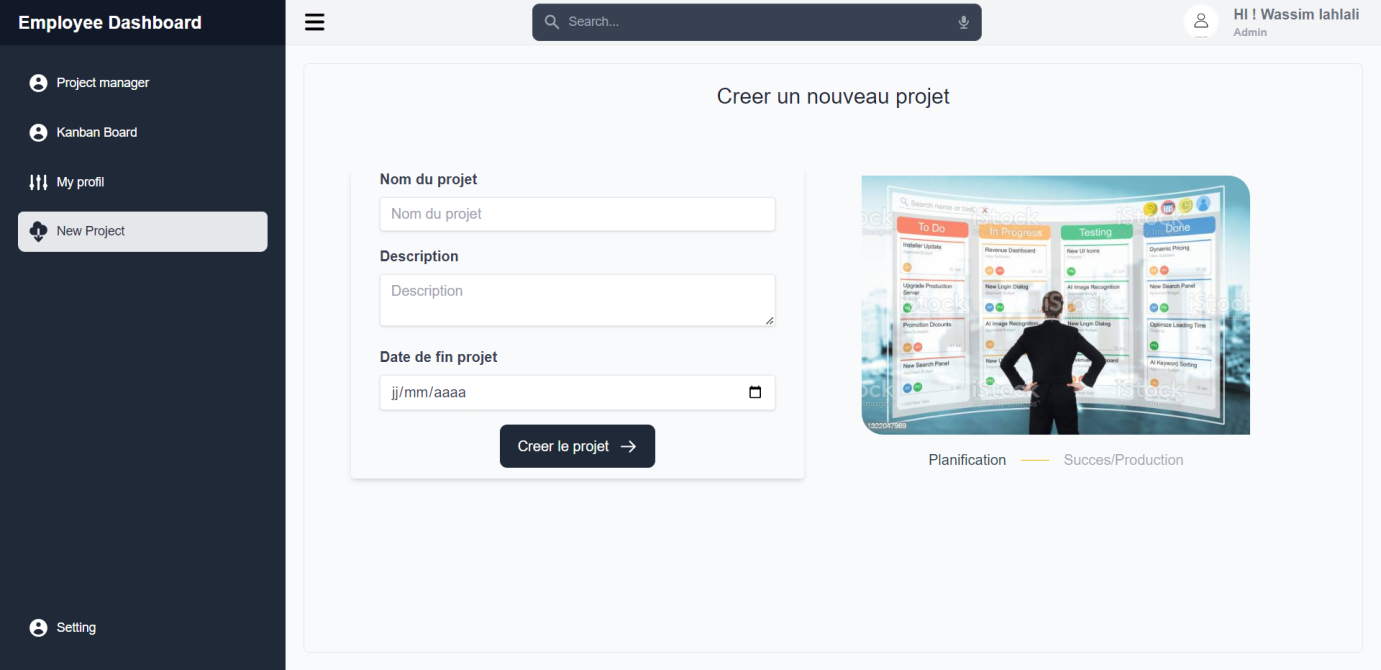 Employee Dashboard
Search...
HI ! Wassim lahlali
Admin
Project manager
Kanban Board
My profil
New Project
Setting
Creer un nouveau projet
Nom du projet
Nom du projet
Description
Description
Date de fin projet
jj/mm/aaaa
Creer le projet
Search name or
To Do
In Progress
Testing
Done
Installer Update
Revenue Dashboard
New UI Icons
Dynamic Pricing
Upgrade Production
Server
New Login Dialog
AI Image Recognition
New Search Panel
Promotion Dicounts
AI Image Recognition
New Login Dialog
Optimize Loading Time
New Search Panel
AI Keyword Sorting
iStock
1322047969
Planification
Succes/Production